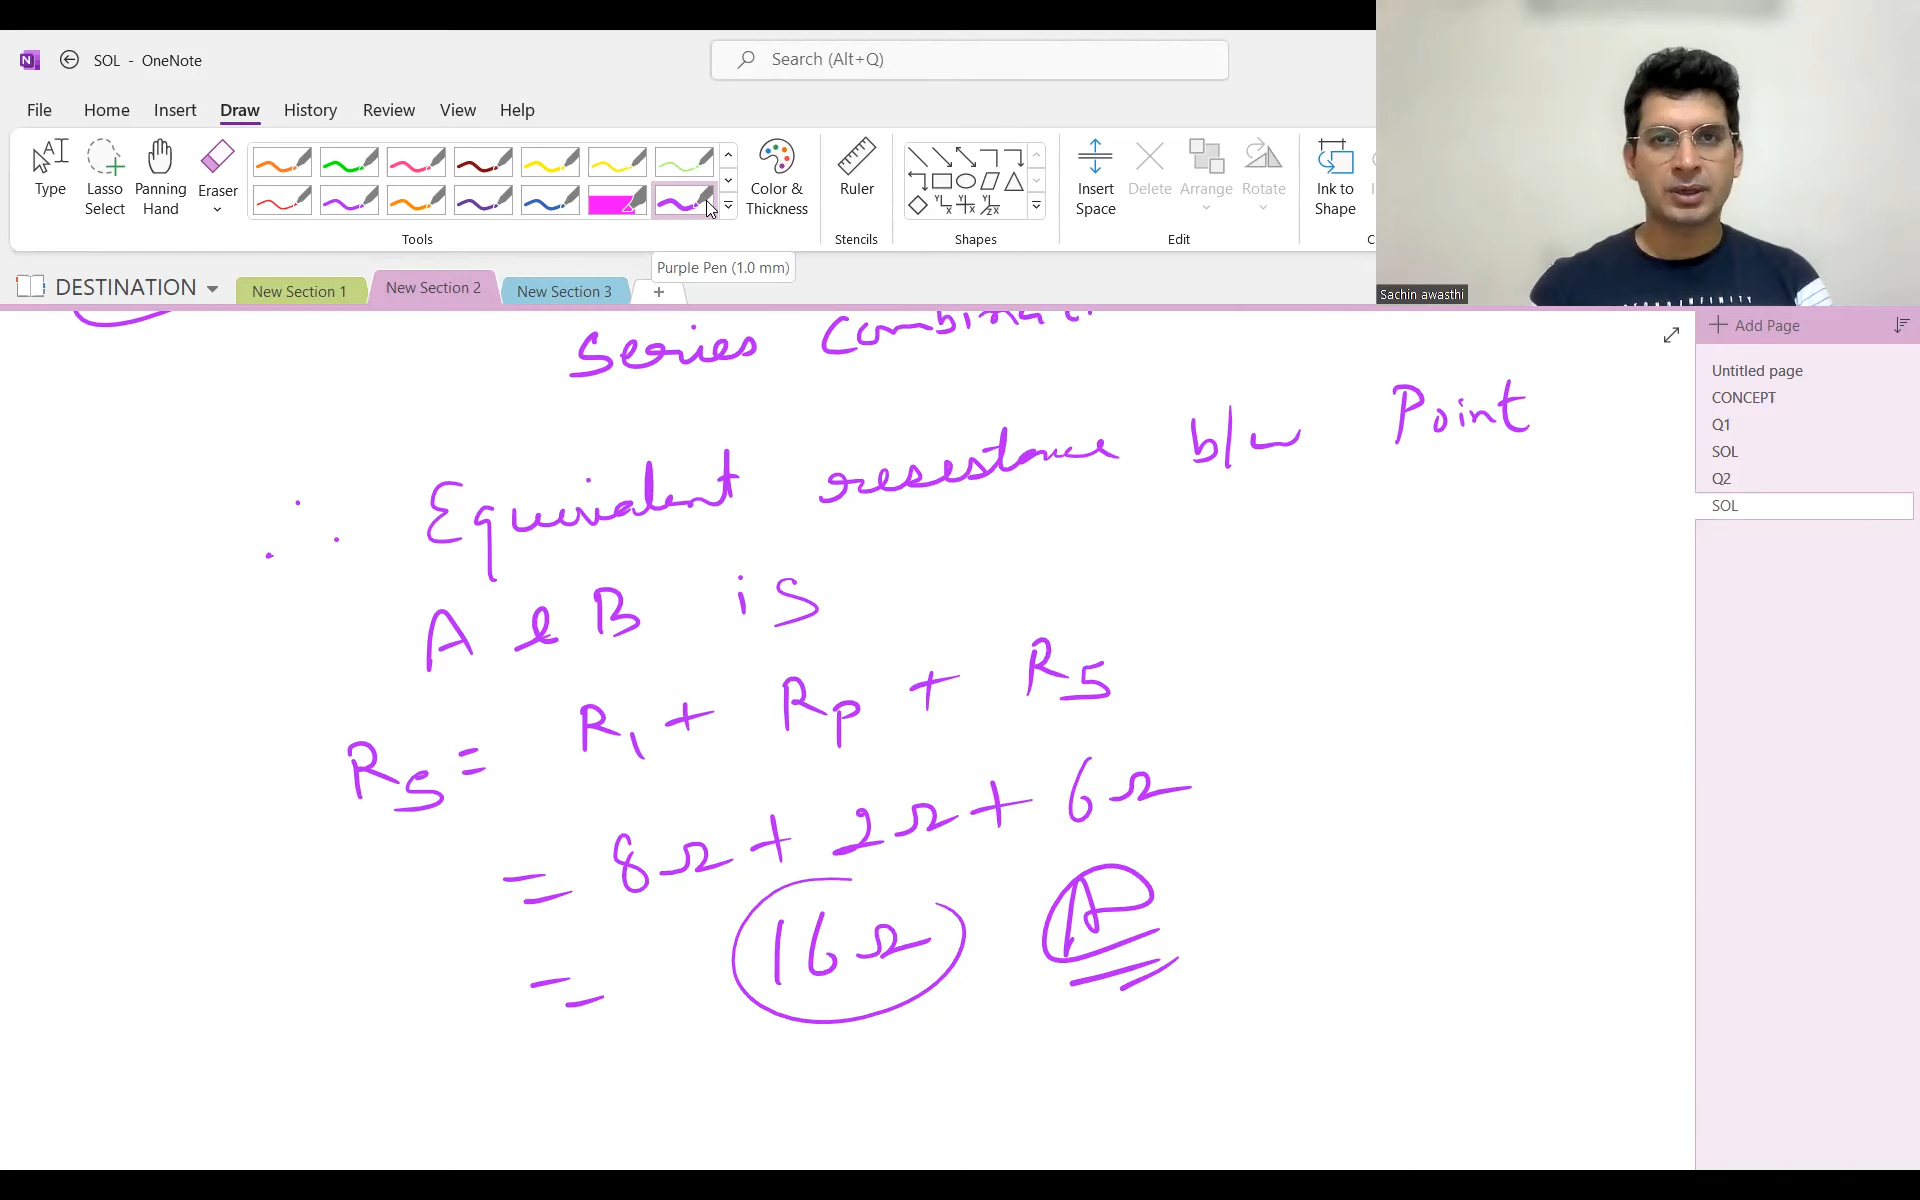 SOL - OneNote
Search (Alt+Q)
File Home Insert Draw History Review View Help
Type
Lasso Select
Panning Hand
Eraser
Color & Thickness
Ruler
Insert Space
Delete
Arrange
Rotate
Ink to Shape
Tools
Stencils
Shapes
Edit
Purple Pen (1.0 mm)
DESTINATION
New Section 1
New Section 2
New Section 3
Sachin awasthi
Add Page
Untitled page
CONCEPT
Q1
SOL
Q2
SOL
Series Combinati
∴ Equivalent resestance b/w Point
A & B is
RS = R1 + RP + R5
= 8Ω + 2Ω + 6Ω
= 16Ω